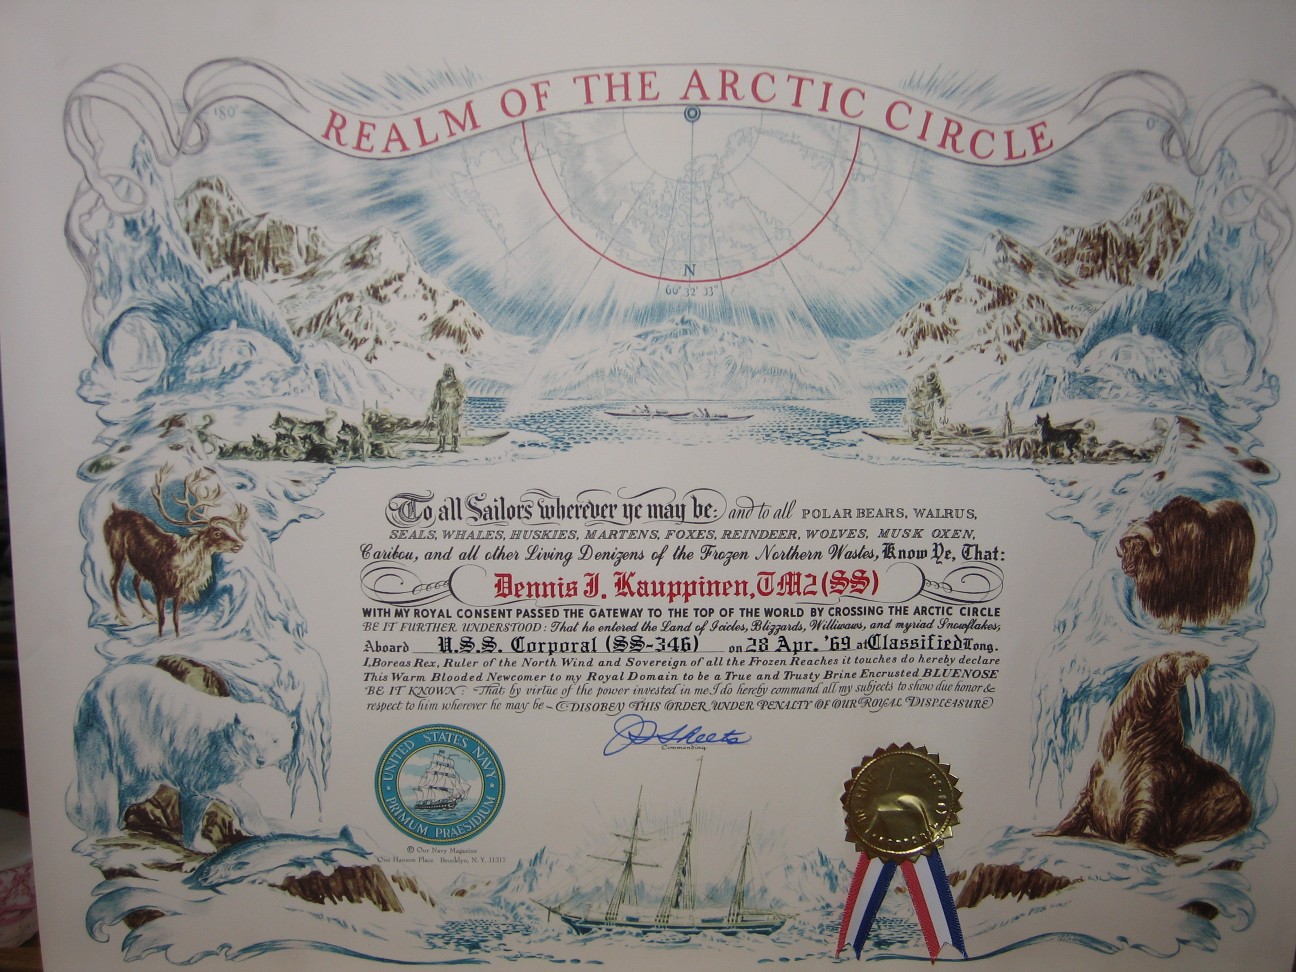 REALM OF THE ARCTIC CIRCLE
180°
0°
N
66° 32' 33"
To all Sailors wherever ye may be: and to all POLAR BEARS, WALRUS,
SEALS, WHALES, HUSKIES, MARTENS, FOXES, REINDEER, WOLVES, MUSK OXEN,
Caribou, and all other Living Denizens of the Frozen Northern Wastes, Know Ye, That:
Dennis J. Kauppinen, TM2 (SS)
WITH MY ROYAL CONSENT PASSED THE GATEWAY TO THE TOP OF THE WORLD BY CROSSING THE ARCTIC CIRCLE
BE IT FURTHER UNDERSTOOD: That he entered the Land of Icicles, Blizzards, Williwaws, and myriad Snowflakes,
Aboard U.S.S. Corporal (SS-346) on 28 Apr. '69 at Classified Long.
I, Boreas Rex, Ruler of the North Wind and Sovereign of all the Frozen Reaches it touches do hereby declare
This Warm Blooded Newcomer to my Royal Domain to be a True and Trusty Brine Encrusted BLUENOSE
BE IT KNOWN: That by virtue of the power invested in me I do hereby command all my subjects to show due honor &
respect to him wherever he may be - DISOBEY THIS ORDER UNDER PENALTY OF OUR ROYAL DISPLEASURE
J D Sheets
Commanding
UNITED STATES NAVY
PRIMUM PRAESIDIUM
© Our Navy Magazine
One Hanson Place Brooklyn, N. Y. 11217